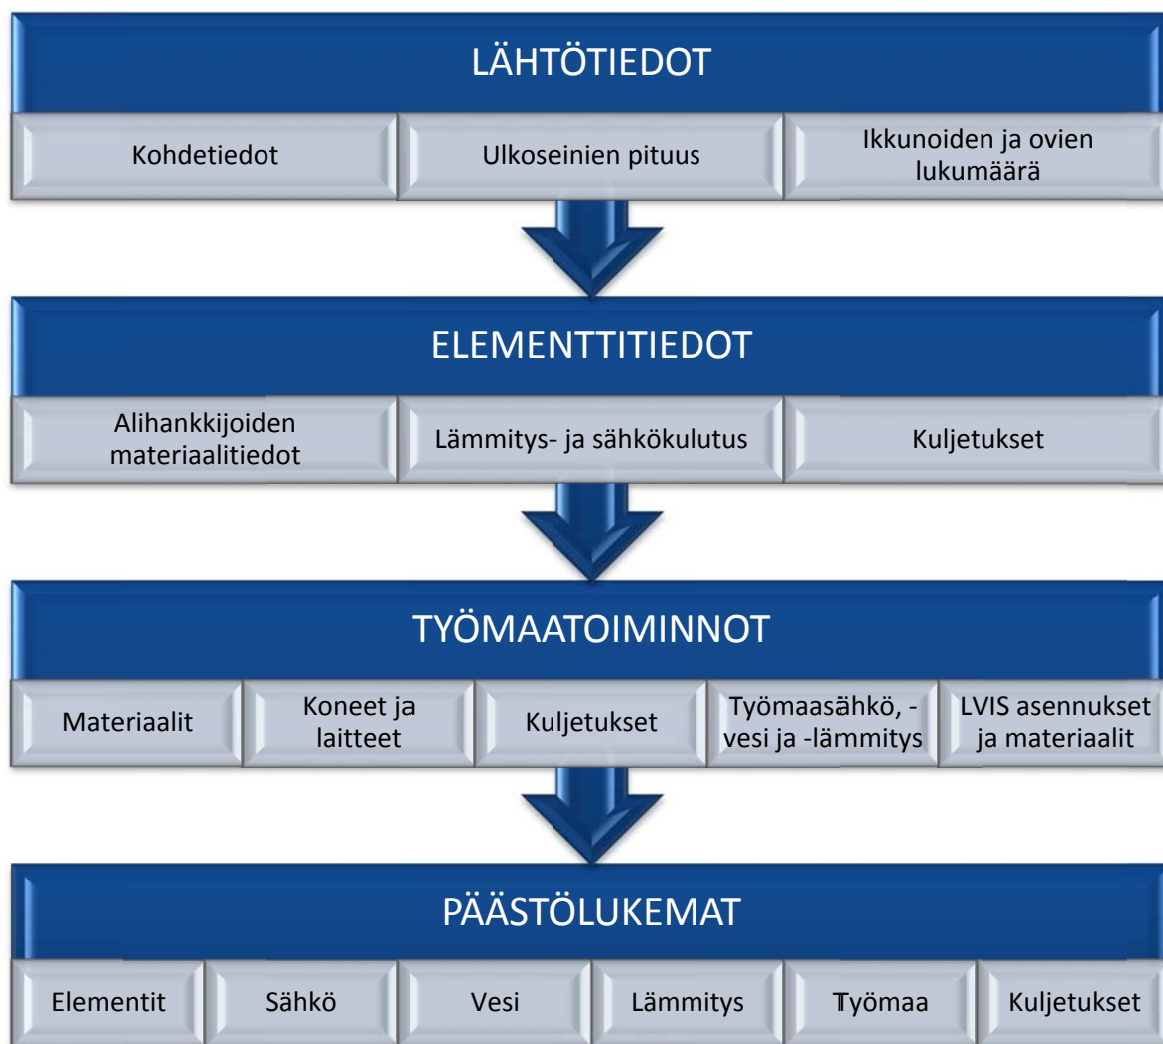 LÄHTÖTIEDOT
Kohdetiedot
Ulkoseinien pituus
Ikkunoiden ja ovien
lukumäärä
ELEMENTTITIEDOT
Alihankkijoiden
materiaalitiedot
Lämmitys- ja sähkökulutus
Kuljetukset
TYÖMAATOIMINNOT
Materiaalit
Koneet ja
laitteet
Kuljetukset
Työmaasähkö, -
vesi ja -lämmitys
LVIS asennukset
ja materiaalit
PÄÄSTÖLUKEMAT
Elementit
Sähkö
Vesi
Lämmitys
Työmaa
Kuljetukset